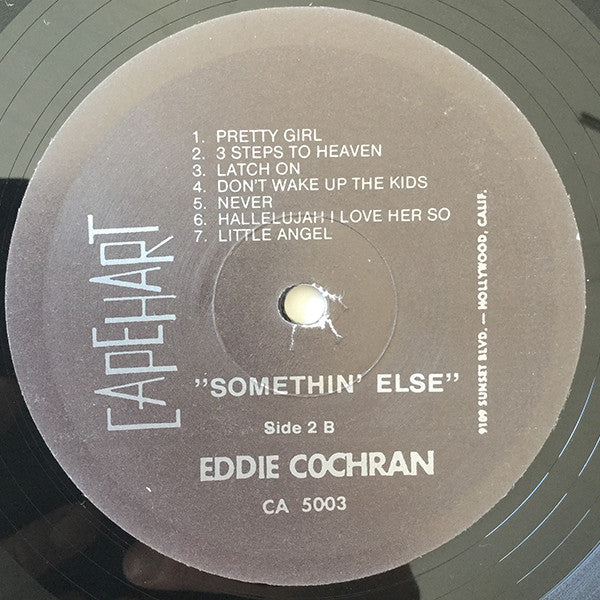 CAPEHART
1. PRETTY GIRL
2. 3 STEPS TO HEAVEN
3. LATCH ON
4. DON'T WAKE UP THE KIDS
5. NEVER
6. HALLELUJAH I LOVE HER SO
7. LITTLE ANGEL
9109 SUNSET BLVD. — HOLLYWOOD, CALIF.
"SOMETHIN' ELSE"
Side 2 B
EDDIE COCHRAN
CA 5003